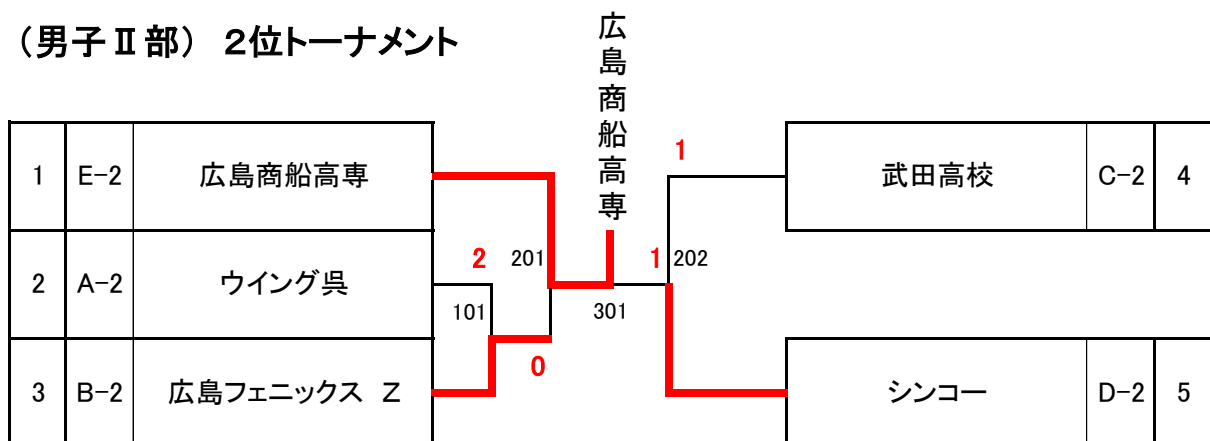 （男子Ⅱ部） 2位トーナメント
広島商船高専
1 E-2 広島商船高専
1
武田高校 C-2 4
2 A-2 ウイング呉
2
201
1
202
101
301
0
3 B-2 広島フェニックス Z
シンコー D-2 5